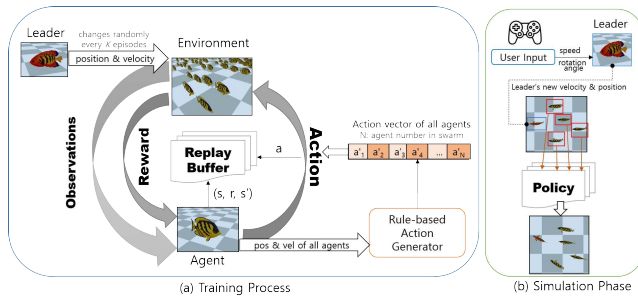 Leader
changes randomly
every K episodes
position & velocity
Environment
Observations
Reward
Replay
Buffer
a
Action
(s, r, s')
Agent
pos & vel of all agents
Action vector of all agents
N: agent number in swarm
a'1 a'2 a'3 a'4 ... a'N
Rule-based
Action
Generator
(a) Training Process
Leader
User Input
speed
rotation
angle
Leader's new velocity & position
Policy
(b) Simulation Phase